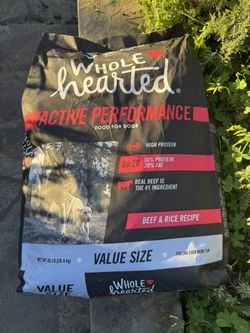 WHOLE
hearted®
ACTIVE PERFORMANCE
FOOD FOR DOGS
HIGH PROTEIN
30:20
30% PROTEIN
20% FAT
REAL BEEF IS
THE #1 INGREDIENT
BEEF & RICE RECIPE
VALUE SIZE
WHOLE
hearted
VALUE
SIZE